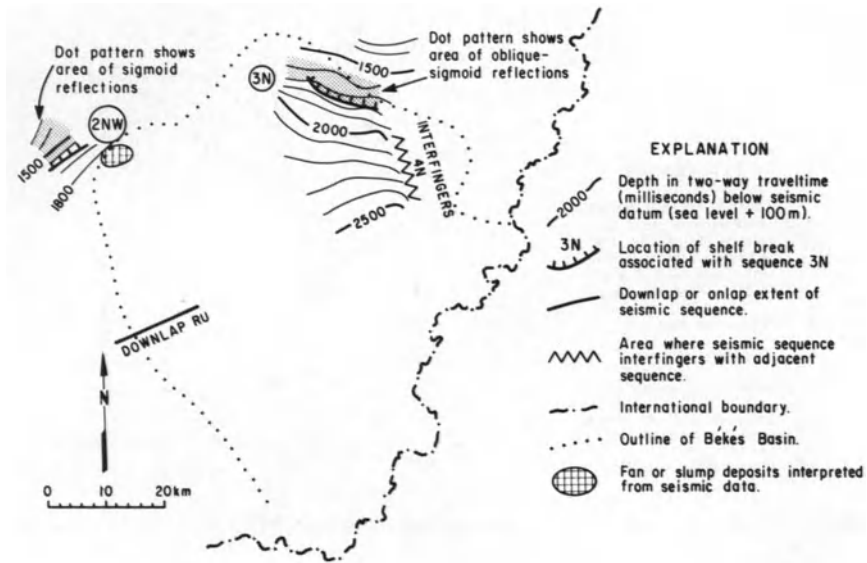 Dot pattern shows
area of sigmoid
reflections
2NW
1500
1800
3N
1500
Dot pattern shows
area of oblique-
sigmoid reflections
2000
2500
INTERFINGERS
4N
DOWNLAP RU
N
0 10 20km
EXPLANATION
2000
Depth in two-way traveltime
(milliseconds) below seismic
datum (sea level + 100m).
3N
Location of shelf break
associated with sequence 3N
Downlap or onlap extent of
seismic sequence.
Area where seismic sequence
interfingers with adjacent
sequence.
International boundary.
Outline of Békés Basin.
Fan or slump deposits interpreted
from seismic data.